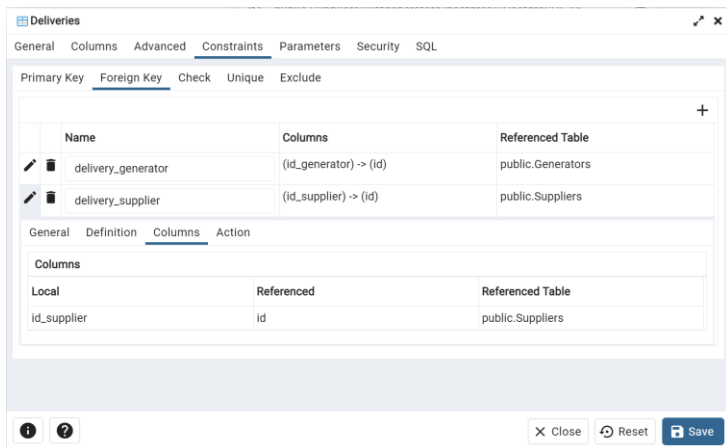 Deliveries
General Columns Advanced Constraints Parameters Security SQL
Primary Key Foreign Key Check Unique Exclude
Name Columns Referenced Table
delivery_generator (id_generator) -> (id) public.Generators
delivery_supplier (id_supplier) -> (id) public.Suppliers
General Definition Columns Action
Columns
Local Referenced Referenced Table
id_supplier id public.Suppliers
Close Reset Save